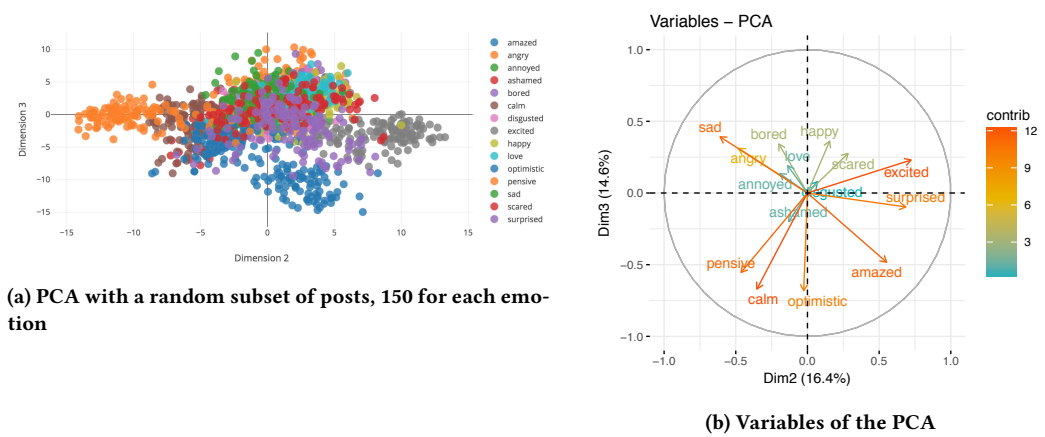 10
5
0
−5
−10
−15
−15
−10
−5
0
5
10
15
Dimension 3
Dimension 2
amazed
angry
annoyed
ashamed
bored
calm
disgusted
excited
happy
love
optimistic
pensive
sad
scared
surprised
(a) PCA with a random subset of posts, 150 for each emo-
tion
Variables − PCA
1.0
0.5
0.0
−0.5
−1.0
−1.0
−0.5
0.0
0.5
1.0
Dim3 (14.6%)
Dim2 (16.4%)
sad
bored
happy
angry
love
scared
excited
annoyed
disgusted
surprised
ashamed
pensive
amazed
calm
optimistic
contrib
12
9
6
3
(b) Variables of the PCA